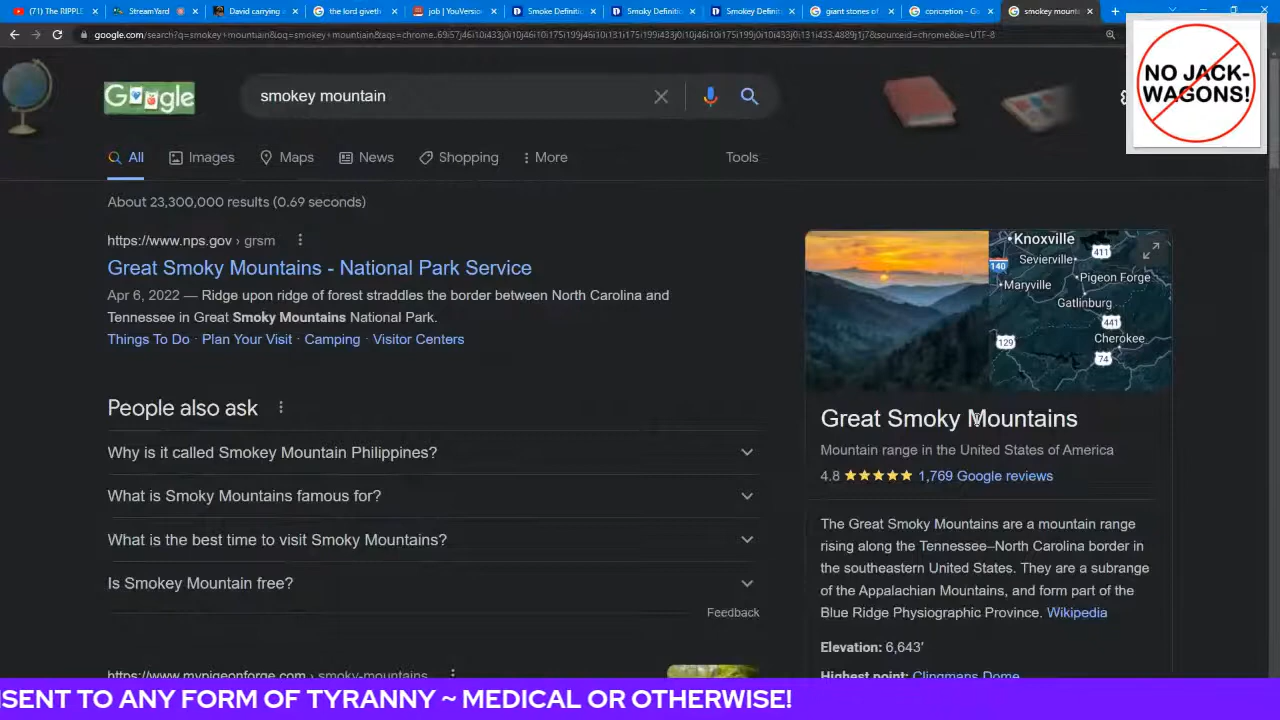 (71) The RIPPLE
StreamYard
David carrying
the lord giveth
job | YouVersion
Smoke Definiti
Smoky Definiti
Smokey Defini
giant stones of
concretion - Go
smokey mounta
google.com/search?q=smokey+mountain&oq=smokey+mountain&aqs=chrome..69i57j46i10i433j0i10j46i10i175i199j46i10i131i175i199i433j0i10i175i199j0i10i433j0i131i433.4889j1j7&sourceid=chrome&ie=UTF-8
NO JACK-
WAGONS!
Google
smokey mountain
All
Images
Maps
News
Shopping
More
Tools
About 23,300,000 results (0.69 seconds)
https://www.nps.gov › grsm
Great Smoky Mountains - National Park Service
Apr 6, 2022 — Ridge upon ridge of forest straddles the border between North Carolina and
Tennessee in Great Smoky Mountains National Park.
Things To Do · Plan Your Visit · Camping · Visitor Centers
People also ask
Why is it called Smokey Mountain Philippines?
What is Smoky Mountains famous for?
What is the best time to visit Smoky Mountains?
Is Smokey Mountain free?
Feedback
https://www.mypigeonforge.com › smoky-mountains
Knoxville
411
140
Sevierville
Maryville
Pigeon Forge
Gatlinburg
441
129
Cherokee
74
Great Smoky Mountains
Mountain range in the United States of America
4.8 ★★★★★ 1,769 Google reviews
The Great Smoky Mountains are a mountain range
rising along the Tennessee–North Carolina border in
the southeastern United States. They are a subrange
of the Appalachian Mountains, and form part of the
Blue Ridge Physiographic Province. Wikipedia
Elevation: 6,643′
Highest point: Clingmans Dome
NSENT TO ANY FORM OF TYRANNY ~ MEDICAL OR OTHERWISE!